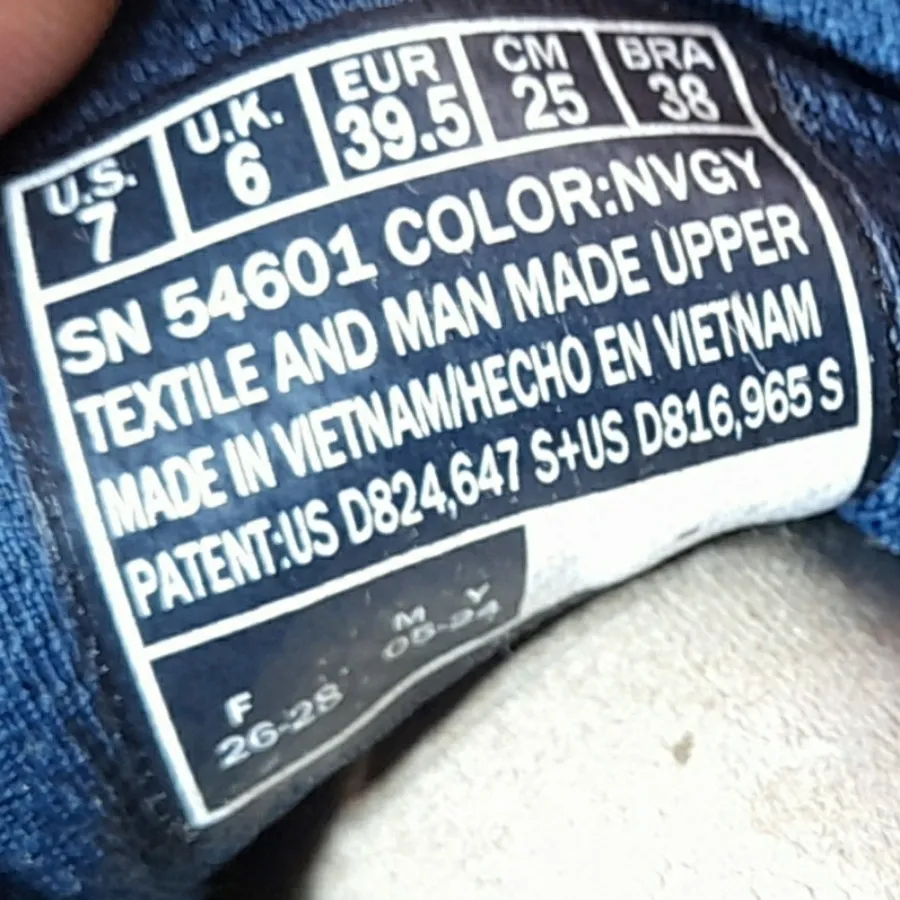 U.S. U.K. EUR CM BRA
7 6 39.5 25 38
SN 54601 COLOR:NVGY
TEXTILE AND MAN MADE UPPER
MADE IN VIETNAM/HECHO EN VIETNAM
PATENT:US D824,647 S+US D816,965 S
F M Y
26-28 05-24